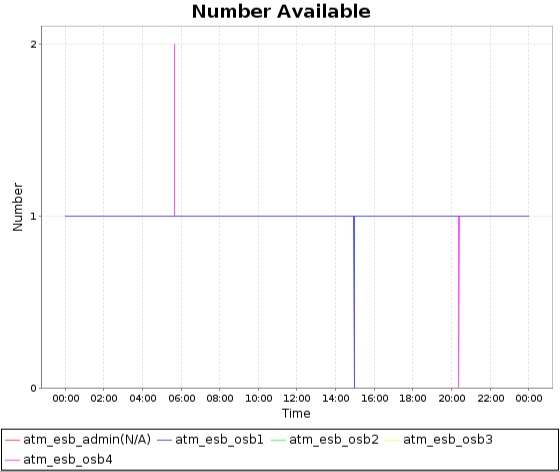 Number Available
2
1
0
Number
00:00 02:00 04:00 06:00 08:00 10:00 12:00 14:00 16:00 18:00 20:00 22:00 00:00
Time
atm_esb_admin(N/A) atm_esb_osb1 atm_esb_osb2 atm_esb_osb3
atm_esb_osb4